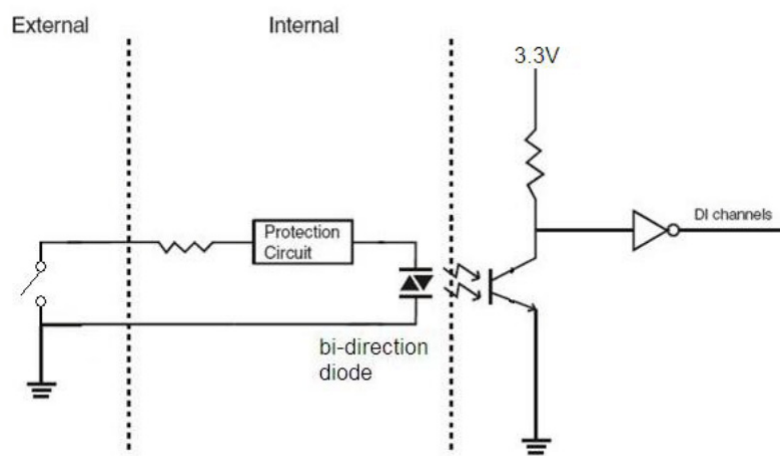 External
Internal
3.3V
DI channels
Protection
Circuit
bi-direction
diode